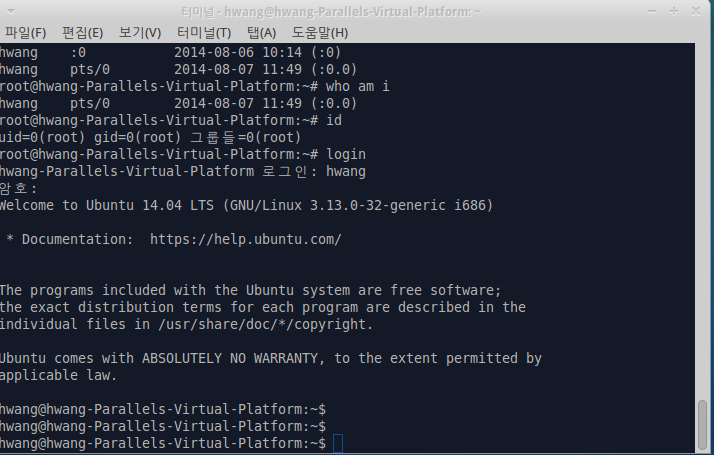 터미널 - hwang@hwang-Parallels-Virtual-Platform: ~
파일(F) 편집(E) 보기(V) 터미널(T) 탭(A) 도움말(H)
hwang    :0           2014-08-06 10:14 (:0)
hwang    pts/0        2014-08-07 11:49 (:0.0)
root@hwang-Parallels-Virtual-Platform:~# who am i
hwang    pts/0        2014-08-07 11:49 (:0.0)
root@hwang-Parallels-Virtual-Platform:~# id
uid=0(root) gid=0(root) 그룹들=0(root)
root@hwang-Parallels-Virtual-Platform:~# login
hwang-Parallels-Virtual-Platform 로그인: hwang
암호:
Welcome to Ubuntu 14.04 LTS (GNU/Linux 3.13.0-32-generic i686)
 * Documentation:  https://help.ubuntu.com/
The programs included with the Ubuntu system are free software;
the exact distribution terms for each program are described in the
individual files in /usr/share/doc/*/copyright.
Ubuntu comes with ABSOLUTELY NO WARRANTY, to the extent permitted by
applicable law.
hwang@hwang-Parallels-Virtual-Platform:~$
hwang@hwang-Parallels-Virtual-Platform:~$
hwang@hwang-Parallels-Virtual-Platform:~$